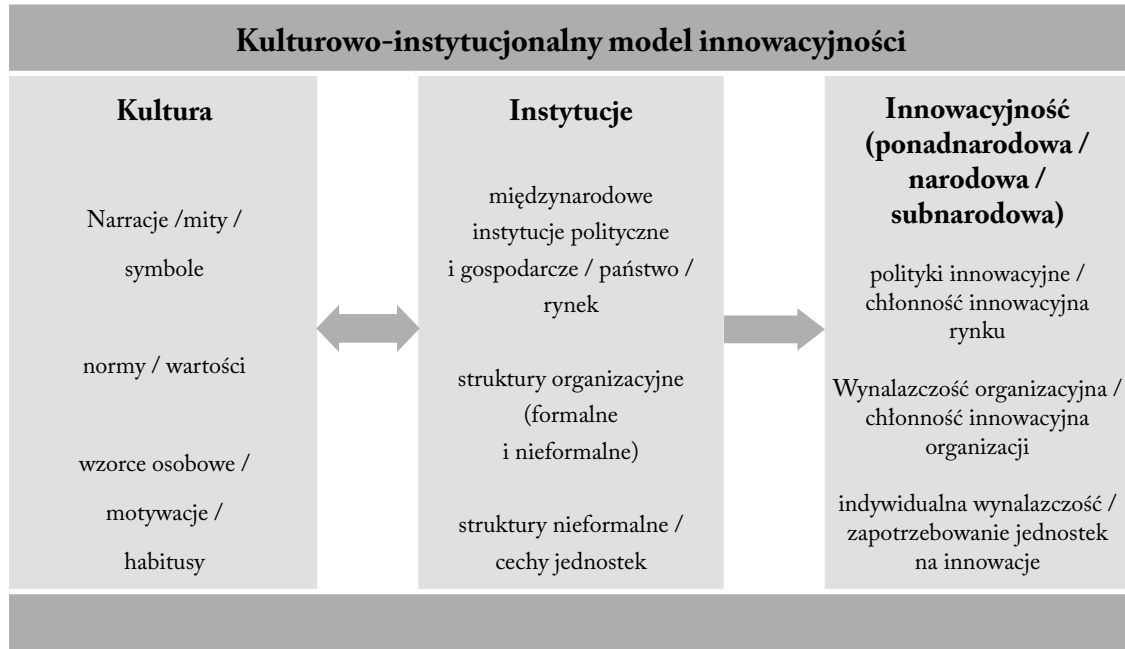 Kulturowo-instytucjonalny model innowacyjności
Kultura
Narracje /mity /
symbole
normy / wartości
wzorce osobowe /
motywacje /
habitusy
Instytucje
międzynarodowe
instytucje polityczne
i gospodarcze / państwo /
rynek
struktury organizacyjne
(formalne
i nieformalne)
struktury nieformalne /
cechy jednostek
Innowacyjność
(ponadnarodowa /
narodowa /
subnarodowa)
polityki innowacyjne /
chłonność innowacyjna
rynku
Wynalazczość organizacyjna /
chłonność innowacyjna
organizacji
indywidualna wynalazczość /
zapotrzebowanie jednostek
na innowacje